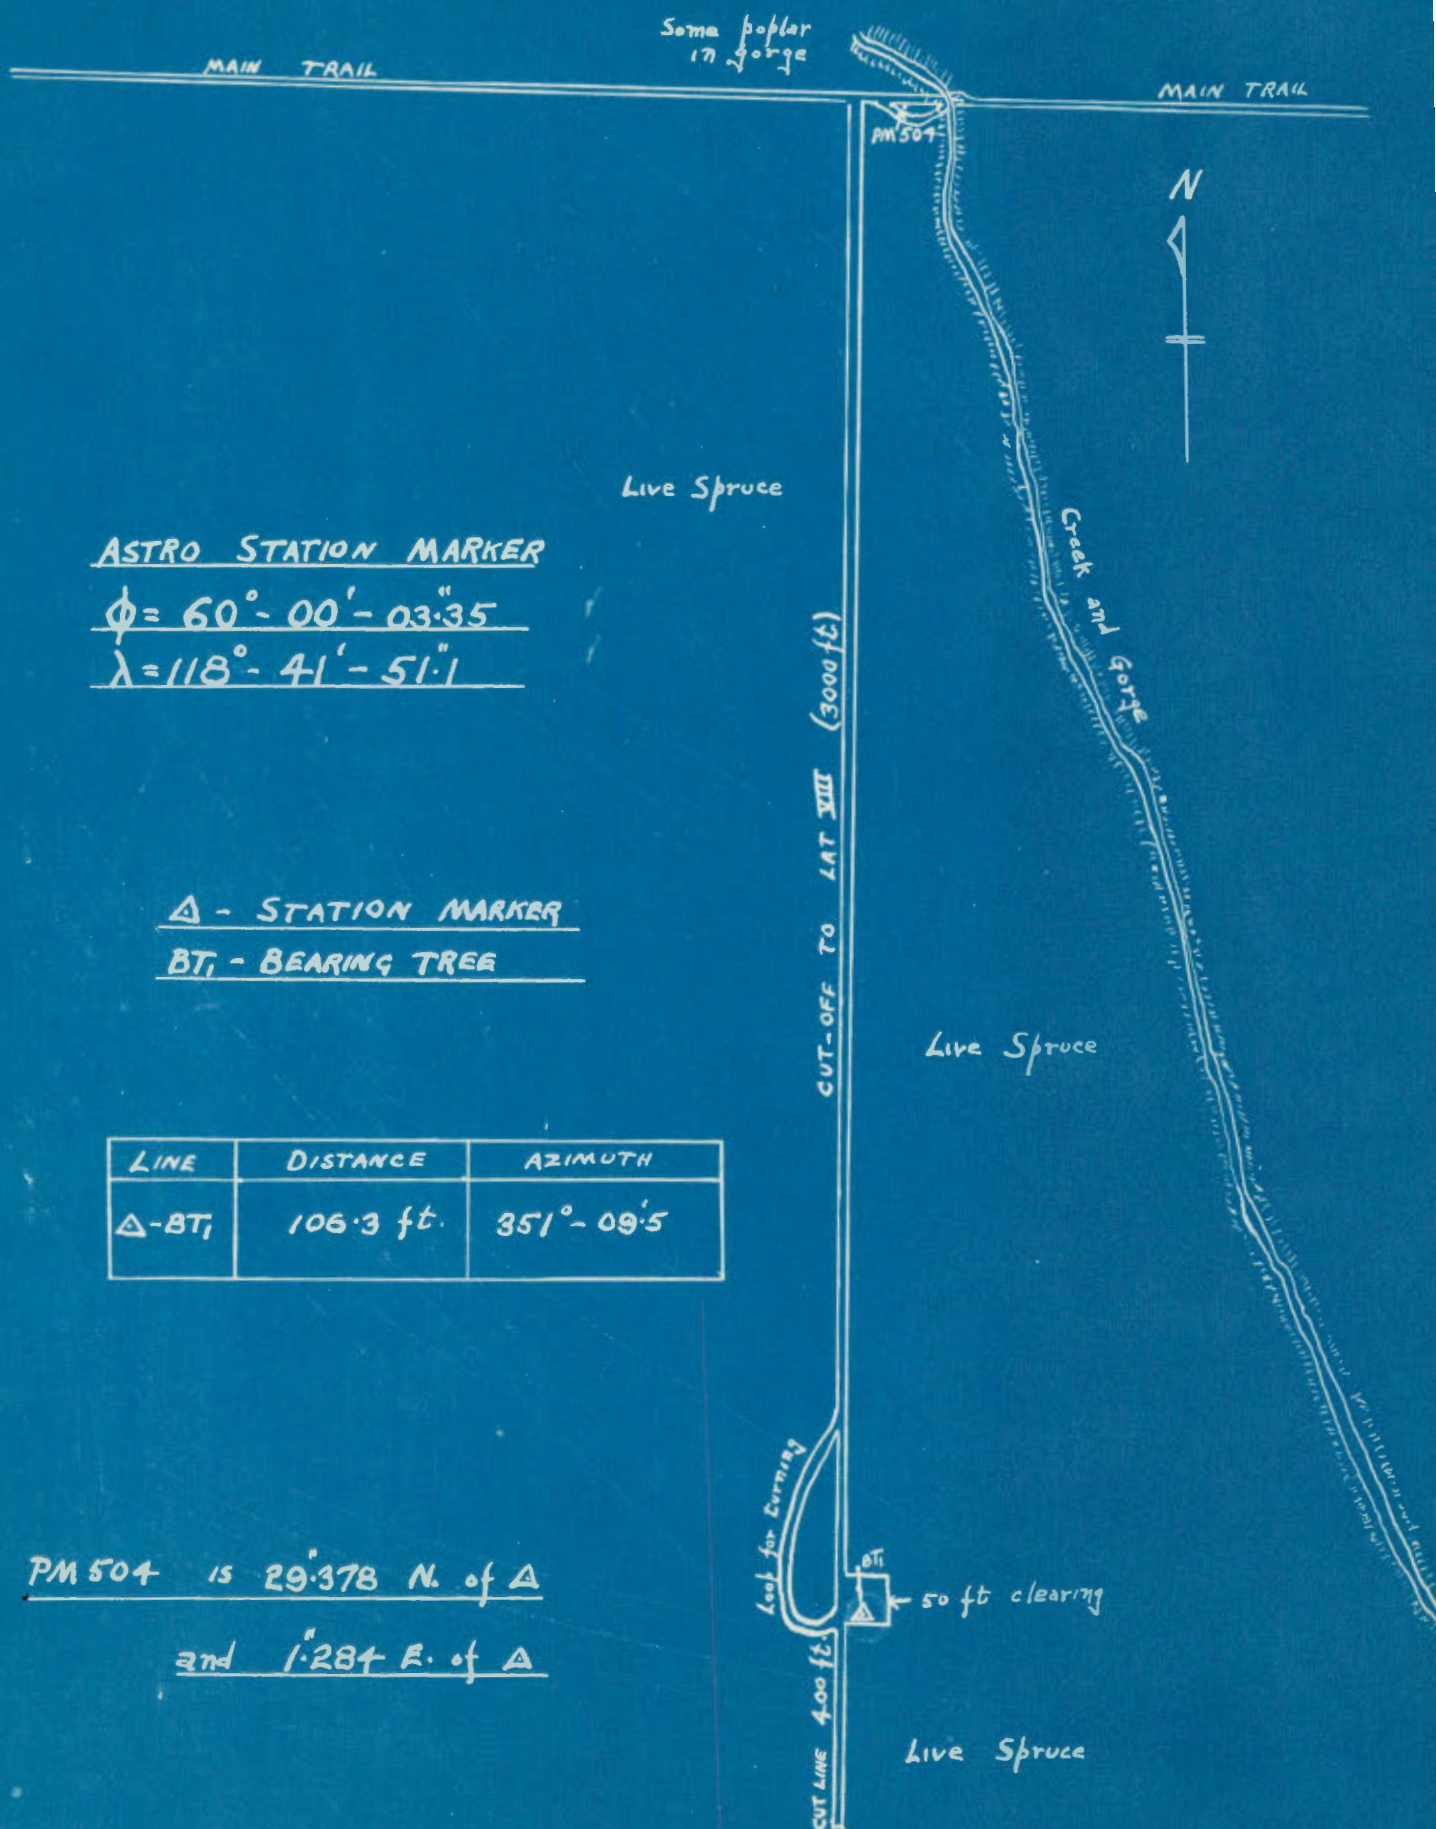 Some poplar
in gorge
MAIN TRAIL
MAIN TRAIL
PM 504
N
Live Spruce
Creek and Gorge
ASTRO STATION MARKER
ϕ = 60°- 00′- 03.″35
λ = 118°- 41′- 51.″1
CUT-OFF TO LAT VIII (3000 ft.)
Δ - STATION MARKER
BT₁ - BEARING TREE
Live Spruce
LINE DISTANCE AZIMUTH
Δ-BT₁ 106.3 ft. 351°- 09.′5
Loop for turning
BT₁
50 ft clearing
PM 504 is 29.″378 N. of Δ
and 1.″284 E. of Δ
CUT LINE 400 ft.
Live Spruce